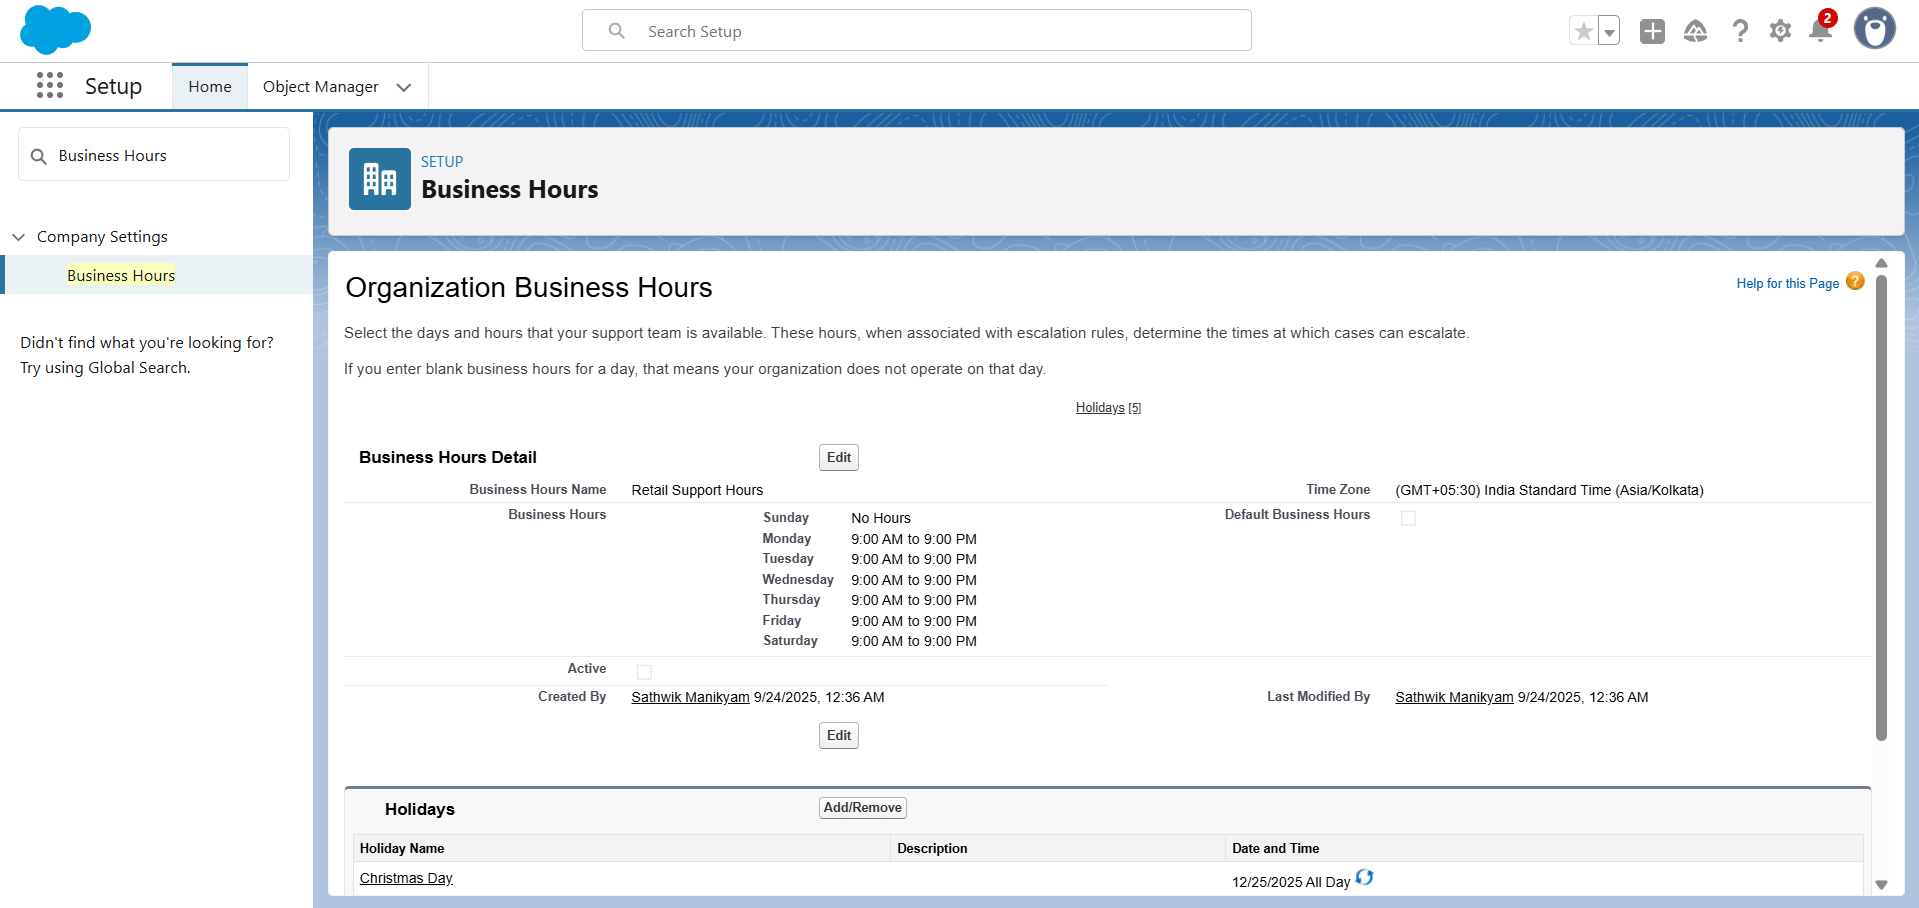 Search Setup
2
Setup
Home
Object Manager
Business Hours
Company Settings
Business Hours
Didn't find what you're looking for?
Try using Global Search.
SETUP
Business Hours
Organization Business Hours
Help for this Page ?
Select the days and hours that your support team is available. These hours, when associated with escalation rules, determine the times at which cases can escalate.
If you enter blank business hours for a day, that means your organization does not operate on that day.
Holidays [5]
Business Hours Detail
Edit
Business Hours Name Retail Support Hours Time Zone (GMT+05:30) India Standard Time (Asia/Kolkata)
Business Hours Sunday No Hours Default Business Hours
Monday 9:00 AM to 9:00 PM
Tuesday 9:00 AM to 9:00 PM
Wednesday 9:00 AM to 9:00 PM
Thursday 9:00 AM to 9:00 PM
Friday 9:00 AM to 9:00 PM
Saturday 9:00 AM to 9:00 PM
Active
Created By Sathwik Manikyam 9/24/2025, 12:36 AM Last Modified By Sathwik Manikyam 9/24/2025, 12:36 AM
Edit
Holidays Add/Remove
Holiday Name Description Date and Time
Christmas Day 12/25/2025 All Day